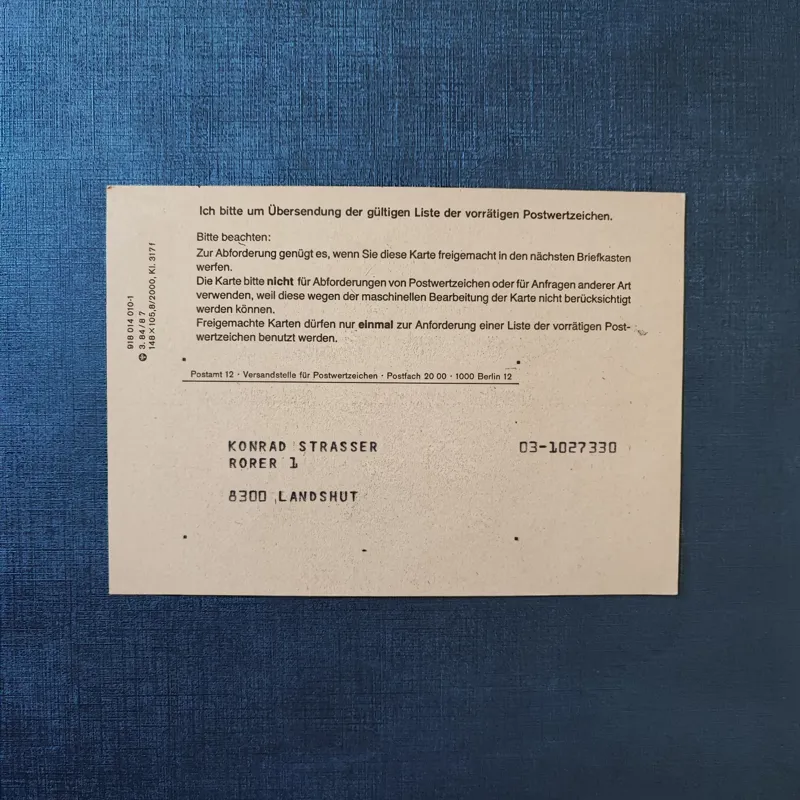 Ich bitte um Übersendung der gültigen Liste der vorrätigen Postwertzeichen.
Bitte beachten:
Zur Abforderung genügt es, wenn Sie diese Karte freigemacht in den nächsten Briefkasten
werfen.
Die Karte bitte nicht für Abforderungen von Postwertzeichen oder für Anfragen anderer Art
verwenden, weil diese wegen der maschinellen Bearbeitung der Karte nicht berücksichtigt
werden können.
Freigemachte Karten dürfen nur einmal zur Anforderung einer Liste der vorrätigen Post-
wertzeichen benutzt werden.
918 014 010-1
3. 84/87
148 × 105,8/2000, Kl. 317f
Postamt 12 · Versandstelle für Postwertzeichen · Postfach 20 00 · 1000 Berlin 12
KONRAD STRASSER 03-1027330
RORER 1
8300 LANDSHUT